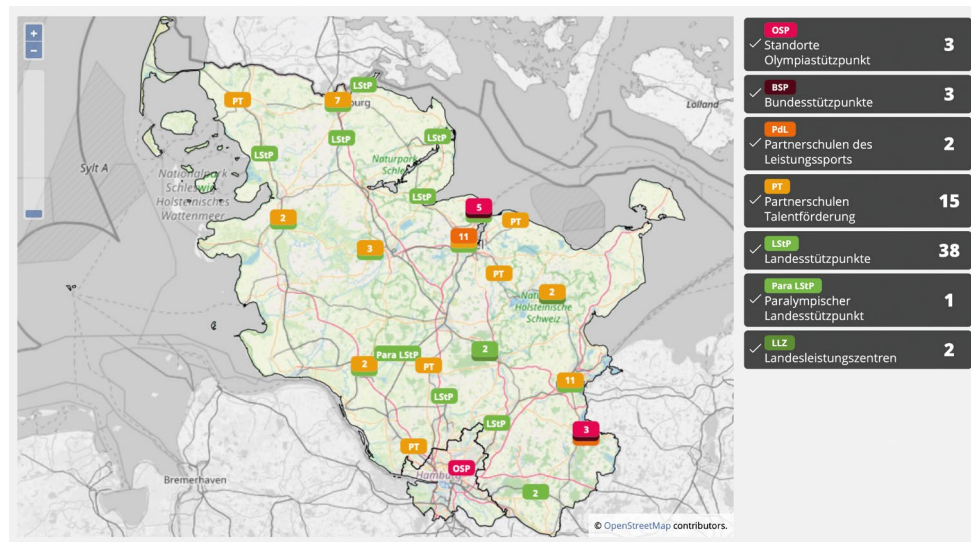 +
−
LStP
PT
7
burg
LStP
LStP
Lolland
LStP
Naturpark
Schlei
Sylt A
Nationalpark
Schleswig-
Holsteinisches
Wattenmeer
LStP
5
2
PT
11
3
PT
2
Holsteinische
Schweiz
2
Para LStP
2
PT
11
LStP
LStP
3
PT
OSP
Hamburg
Bremerhaven
2
© OpenStreetMap contributors.
OSP
Standorte
Olympiastützpunkt
3
BSP
Bundesstützpunkte
3
PdL
Partnerschulen des
Leistungssports
2
PT
Partnerschulen
Talentförderung
15
LStP
Landesstützpunkte
38
Para LStP
Paralympischer
Landesstützpunkt
1
LLZ
Landesleistungszentren
2